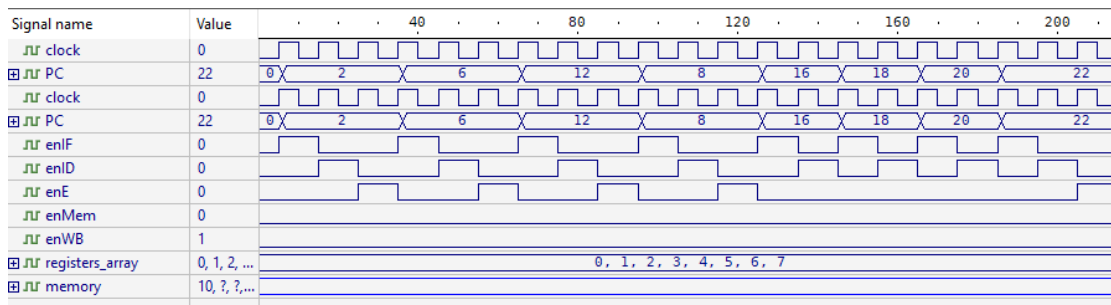 Signal name Value 40 80 120 160 200
clock 0
PC 22 0 2 6 12 8 16 18 20 22
clock 0
PC 22 0 2 6 12 8 16 18 20 22
enIF 0
enID 0
enE 0
enMem 0
enWB 1
registers_array 0, 1, 2, ... 0, 1, 2, 3, 4, 5, 6, 7
memory 10, ?, ?,...